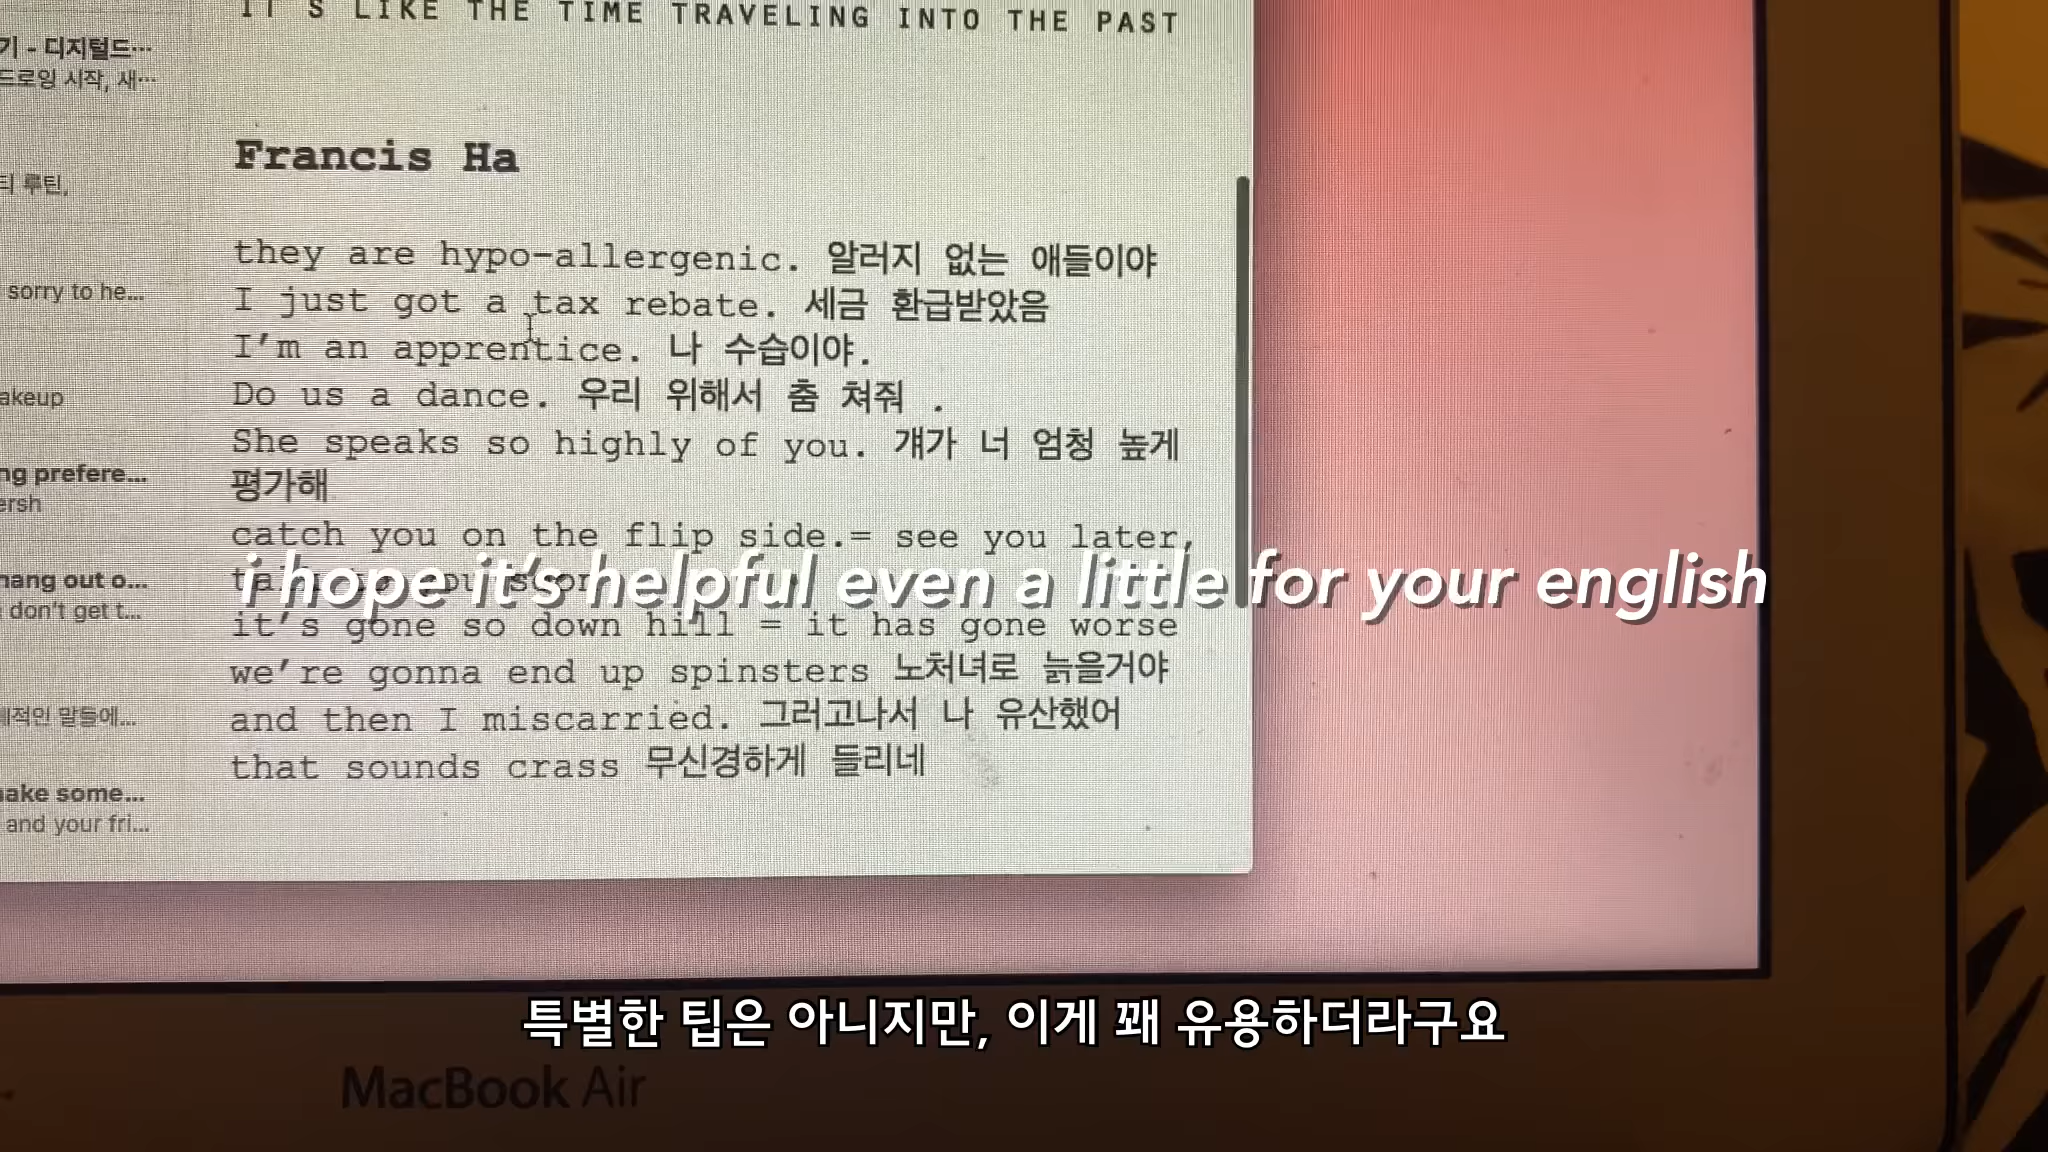 IT'S LIKE THE TIME TRAVELING INTO THE PAST
기 - 디지털드…
드로잉 시작, 새…
루틴,
sorry to he...
akeup
ng prefere...
ersh
hang out o...
don't get t...
적인 말들에...
make some...
and your fri...
Francis Ha
they are hypo-allergenic. 알러지 없는 애들이야
I just got a tax rebate. 세금 환급받았음
I'm an apprentice. 나 수습이야.
Do us a dance. 우리 위해서 춤 쳐줘 .
She speaks so highly of you. 걔가 너 엄청 높게
평가해
catch you on the flip side.= see you later,
it's gone so down hill = it has gone worse
we're gonna end up spinsters 노처녀로 늙을거야
and then I miscarried. 그러고나서 나 유산했어
that sounds crass 무신경하게 들리네
i hope it's helpful even a little for your english
특별한 팁은 아니지만, 이게 꽤 유용하더라구요
MacBook Air